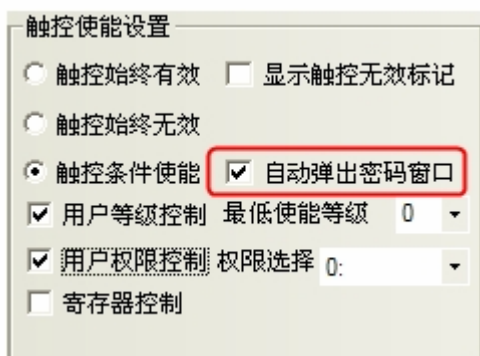 触控使能设置
触控始终有效 显示触控无效标记
触控始终无效
触控条件使能 自动弹出密码窗口
用户等级控制 最低使能等级 0
用户权限控制 权限选择 0:
寄存器控制